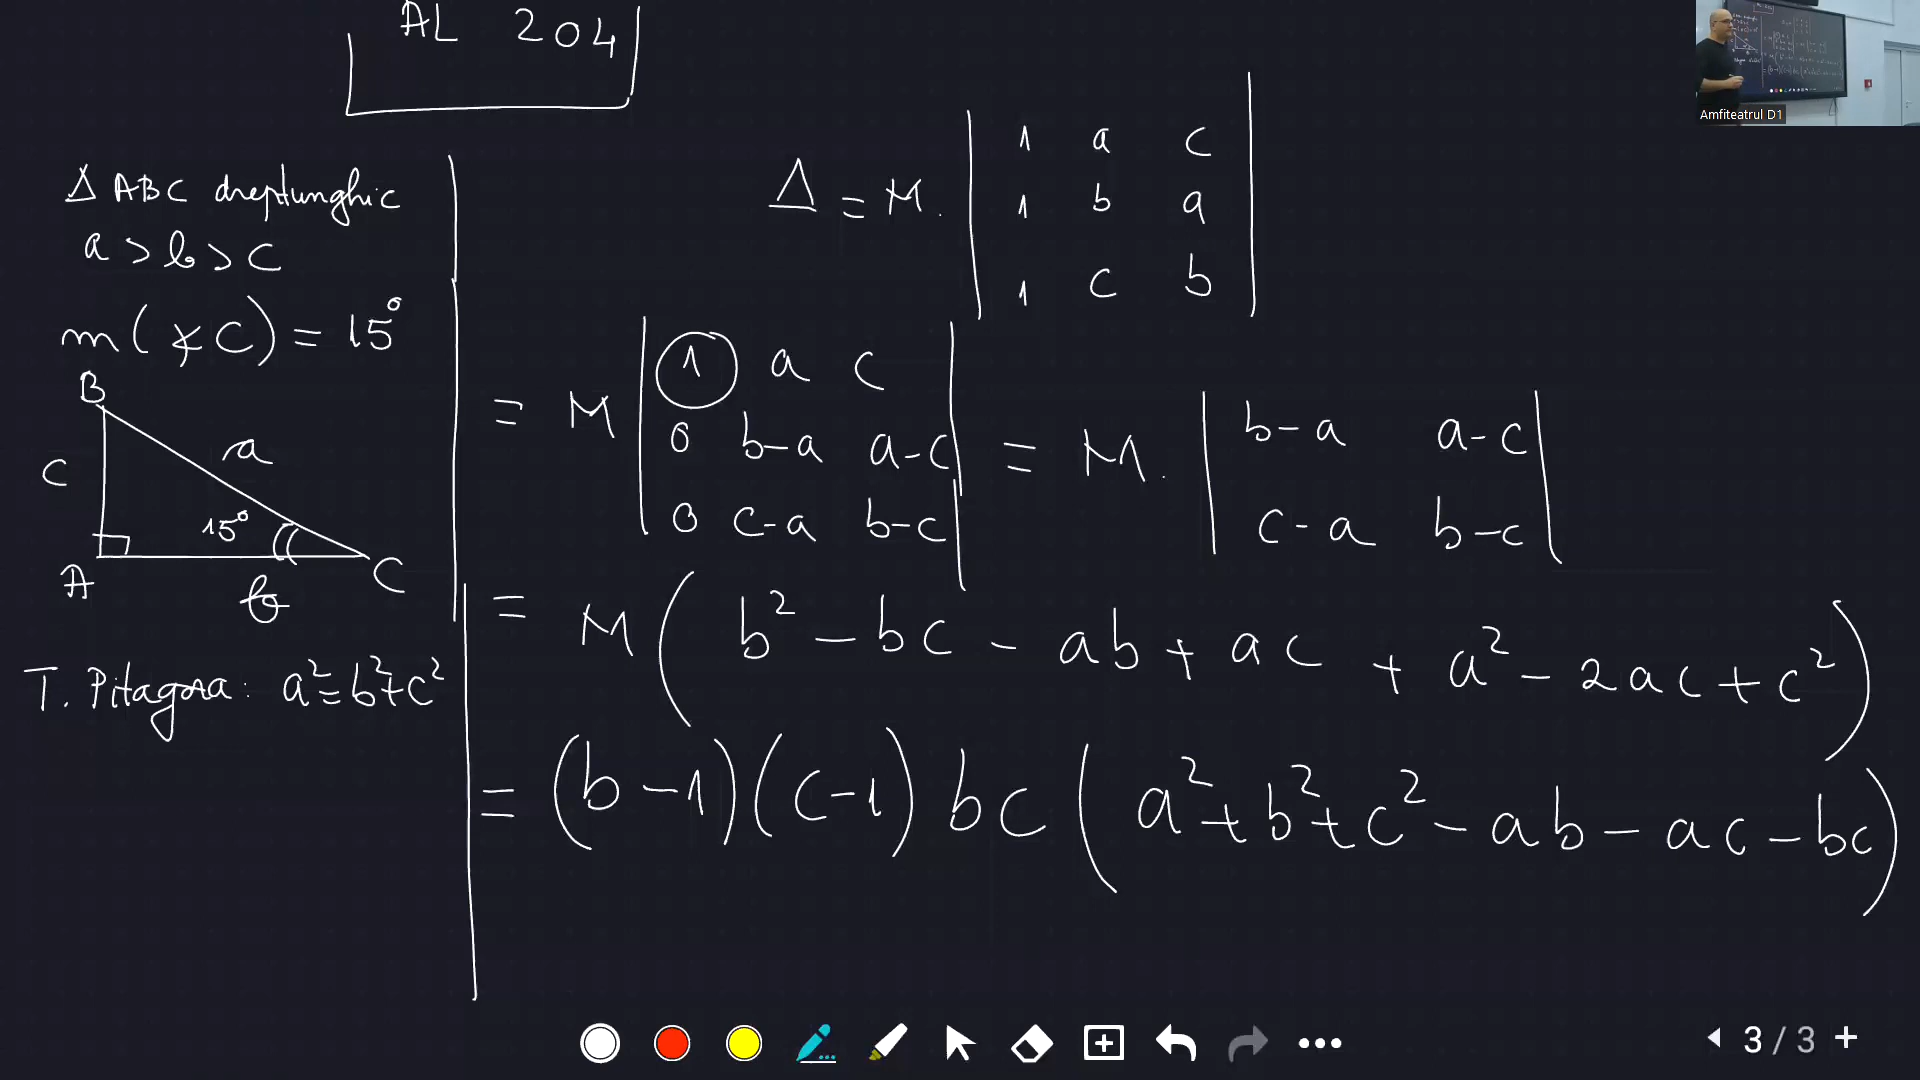 AL 204
Δ ABC dreptunghic
a > b > c
m(∢C) = 15°
B
c
a
15°
A
b
C
T. Pitagora: a² = b² + c²
Δ = M.
1 a c
1 b a
1 c b
= M
1 a c
0 b-a a-c
0 c-a b-c
= M.
b-a a-c
c-a b-c
= M ( b² - bc - ab + ac + a² - 2ac + c² )
= (b-1)(c-1) bc ( a² + b² + c² - ab - ac - bc )
Amfiteatrul D1
3 / 3